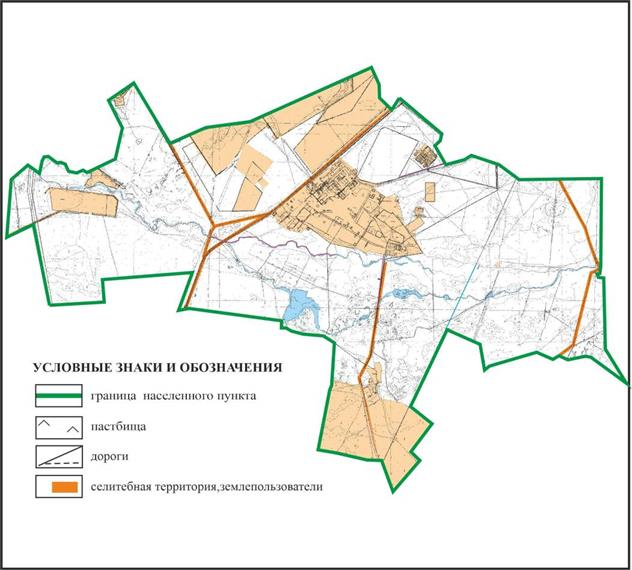 УСЛОВНЫЕ ЗНАКИ И ОБОЗНАЧЕНИЯ
граница населенного пункта
пастбища
дороги
селитебная территория,землепользователи